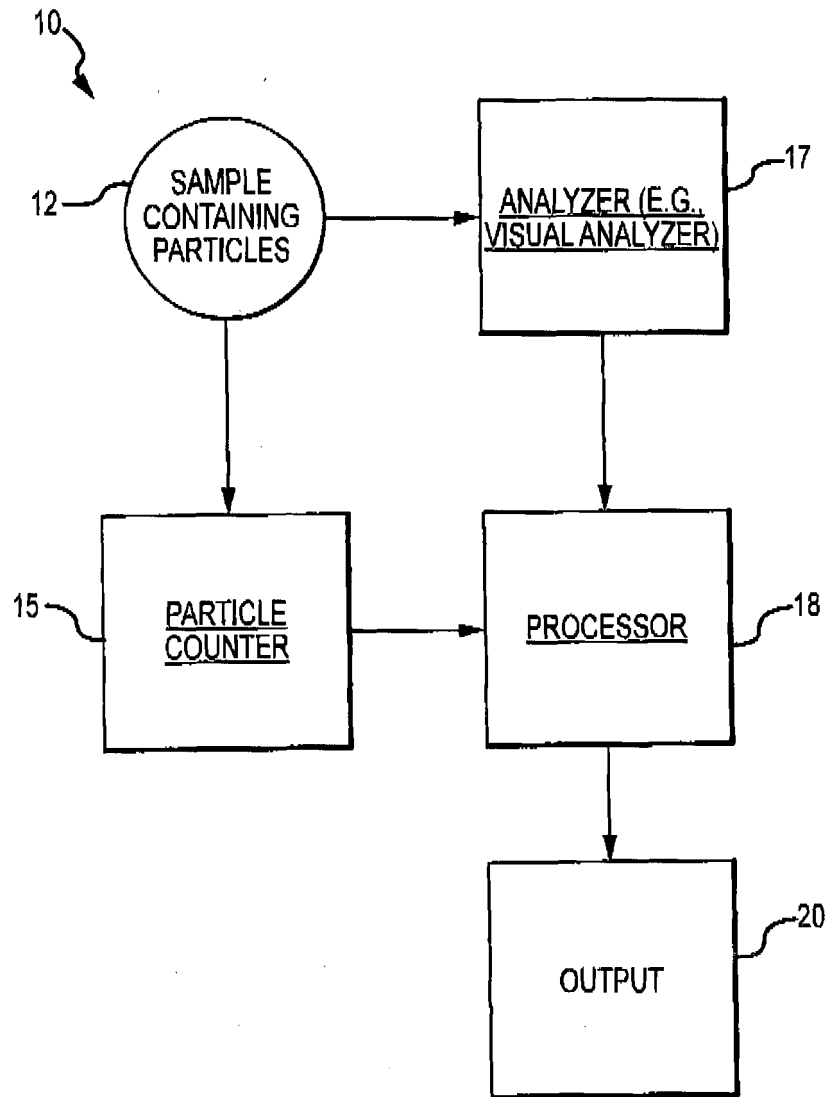 10
12
SAMPLE
CONTAINING
PARTICLES
ANALYZER (E.G.,
VISUAL ANALYZER)
17
15
PARTICLE
COUNTER
PROCESSOR
18
OUTPUT
20